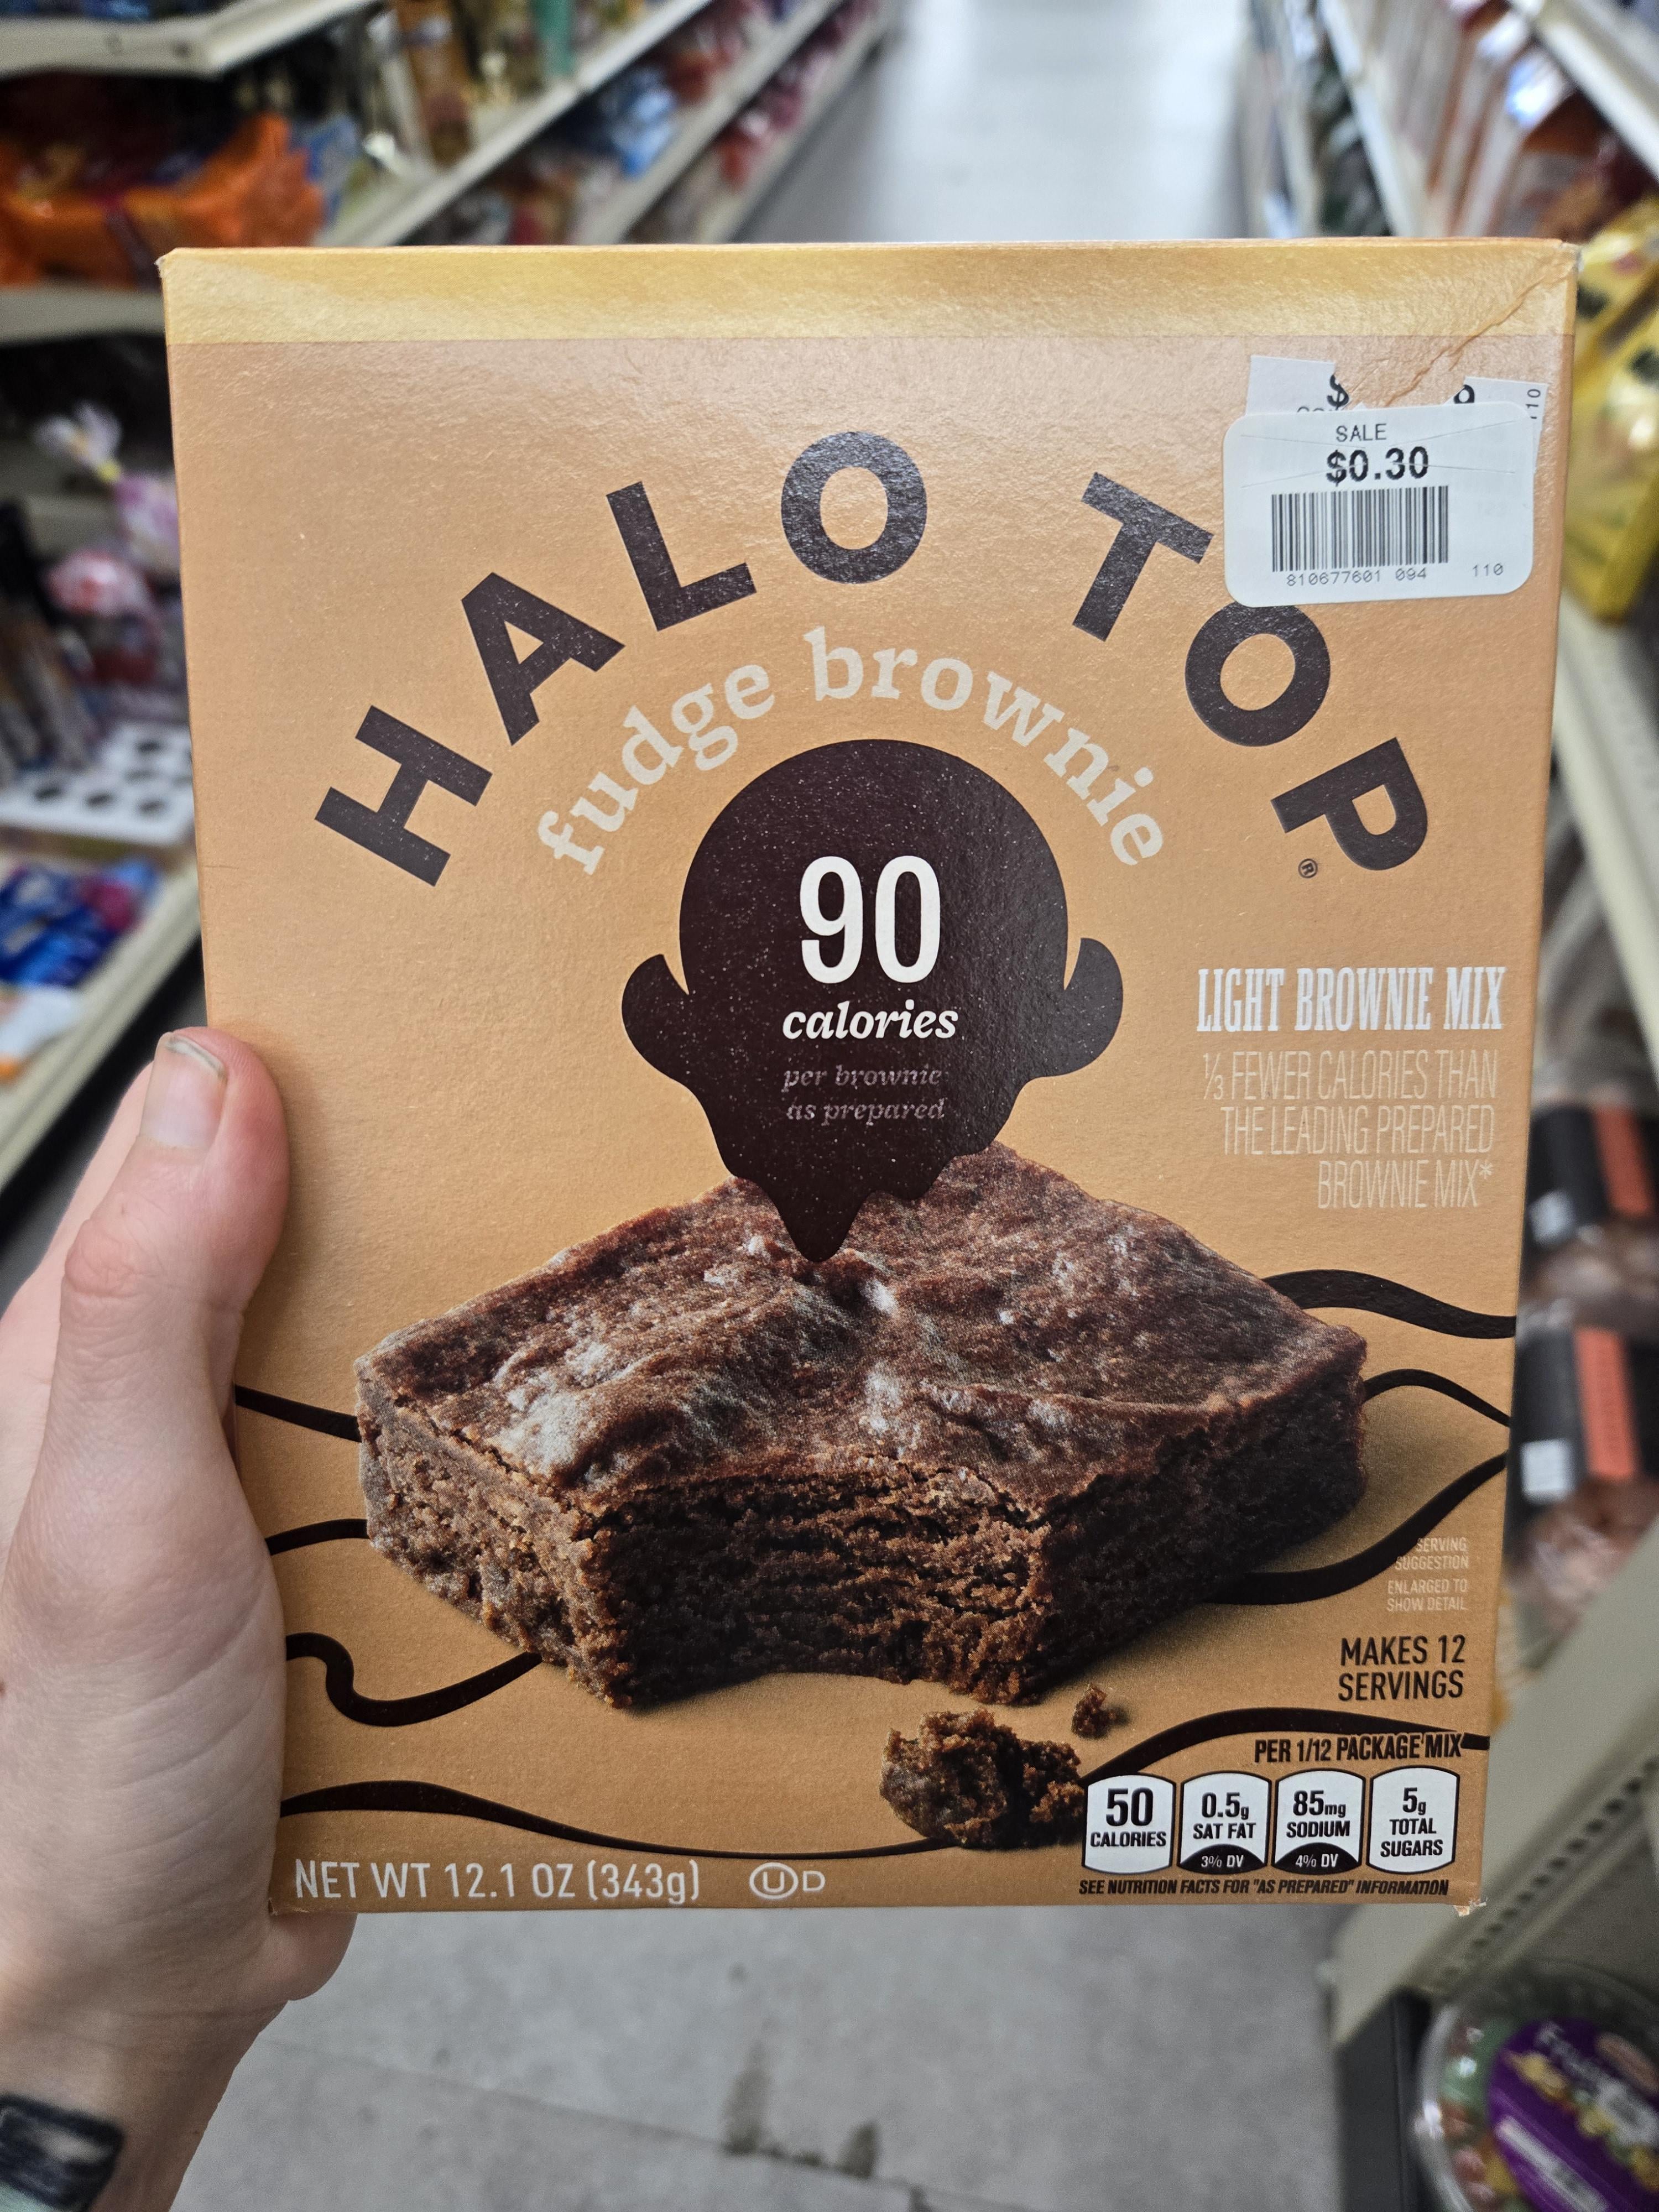 $
110
SALE
$0.30
810677601 094 110
HALO TOP
®
fudge brownie
90
calories
per brownie
as prepared
LIGHT BROWNIE MIX
1/3 FEWER CALORIES THAN
THE LEADING PREPARED
BROWNIE MIX*
SERVING
SUGGESTION
ENLARGED TO
SHOW DETAIL
MAKES 12
SERVINGS
PER 1/12 PACKAGE MIX
50
CALORIES
0.5g
SAT FAT
3% DV
85mg
SODIUM
4% DV
5g
TOTAL
SUGARS
SEE NUTRITION FACTS FOR "AS PREPARED" INFORMATION
NET WT 12.1 OZ (343g) Ⓤ D